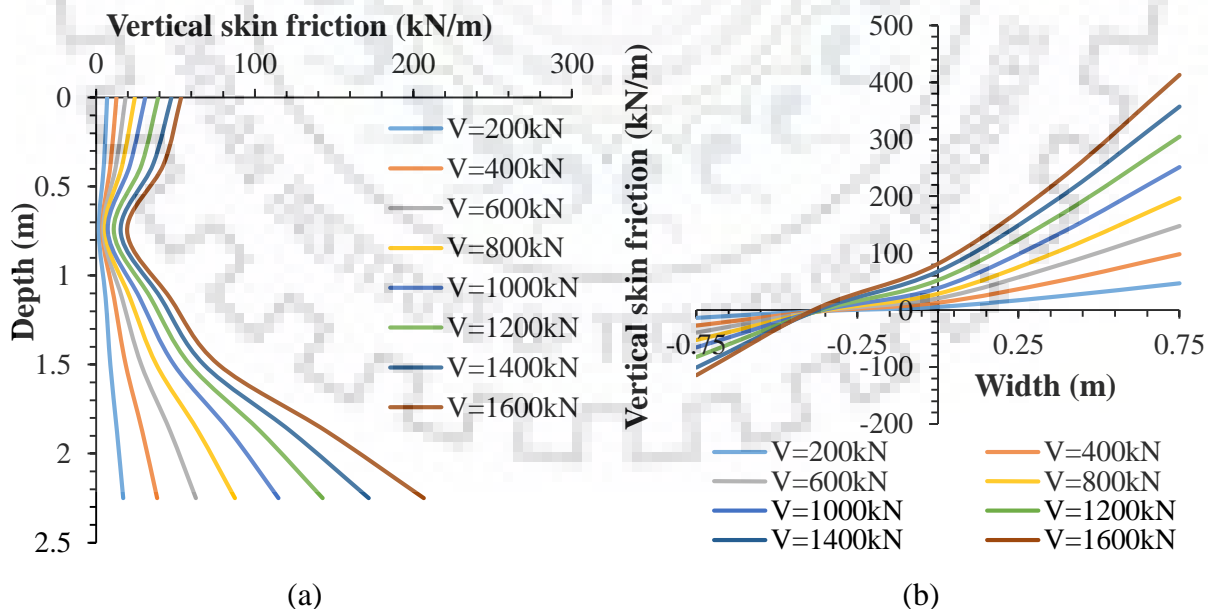 Vertical skin friction (kN/m)
0
100
200
300
0
0.5
1
1.5
2
2.5
Depth (m)
V=200kN
V=400kN
V=600kN
V=800kN
V=1000kN
V=1200kN
V=1400kN
V=1600kN
(a)
Vertical skin friction (kN/m)
500
400
300
200
100
0
-100
-200
-0.75
-0.25
0.25
0.75
Width (m)
V=200kN
V=400kN
V=600kN
V=800kN
V=1000kN
V=1200kN
V=1400kN
V=1600kN
(b)